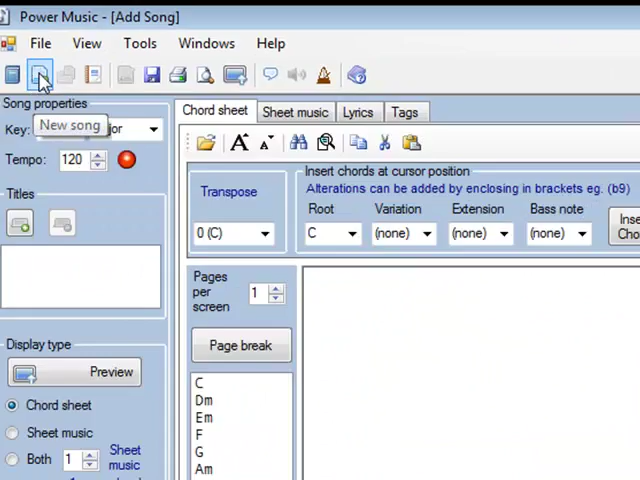 Power Music - [Add Song]
File View Tools Windows Help
Song properties
Key:
New song
Tempo: 120
Titles
Display type
Preview
Chord sheet
Sheet music
Both 1 Sheet music
Chord sheet Sheet music Lyrics Tags
A A
Transpose
0 (C)
Insert chords at cursor position
Alterations can be added by enclosing in brackets eg. (b9)
Root Variation Extension Bass note
C (none) (none) (none)
Pages per screen 1
Page break
C
Dm
Em
F
G
Am